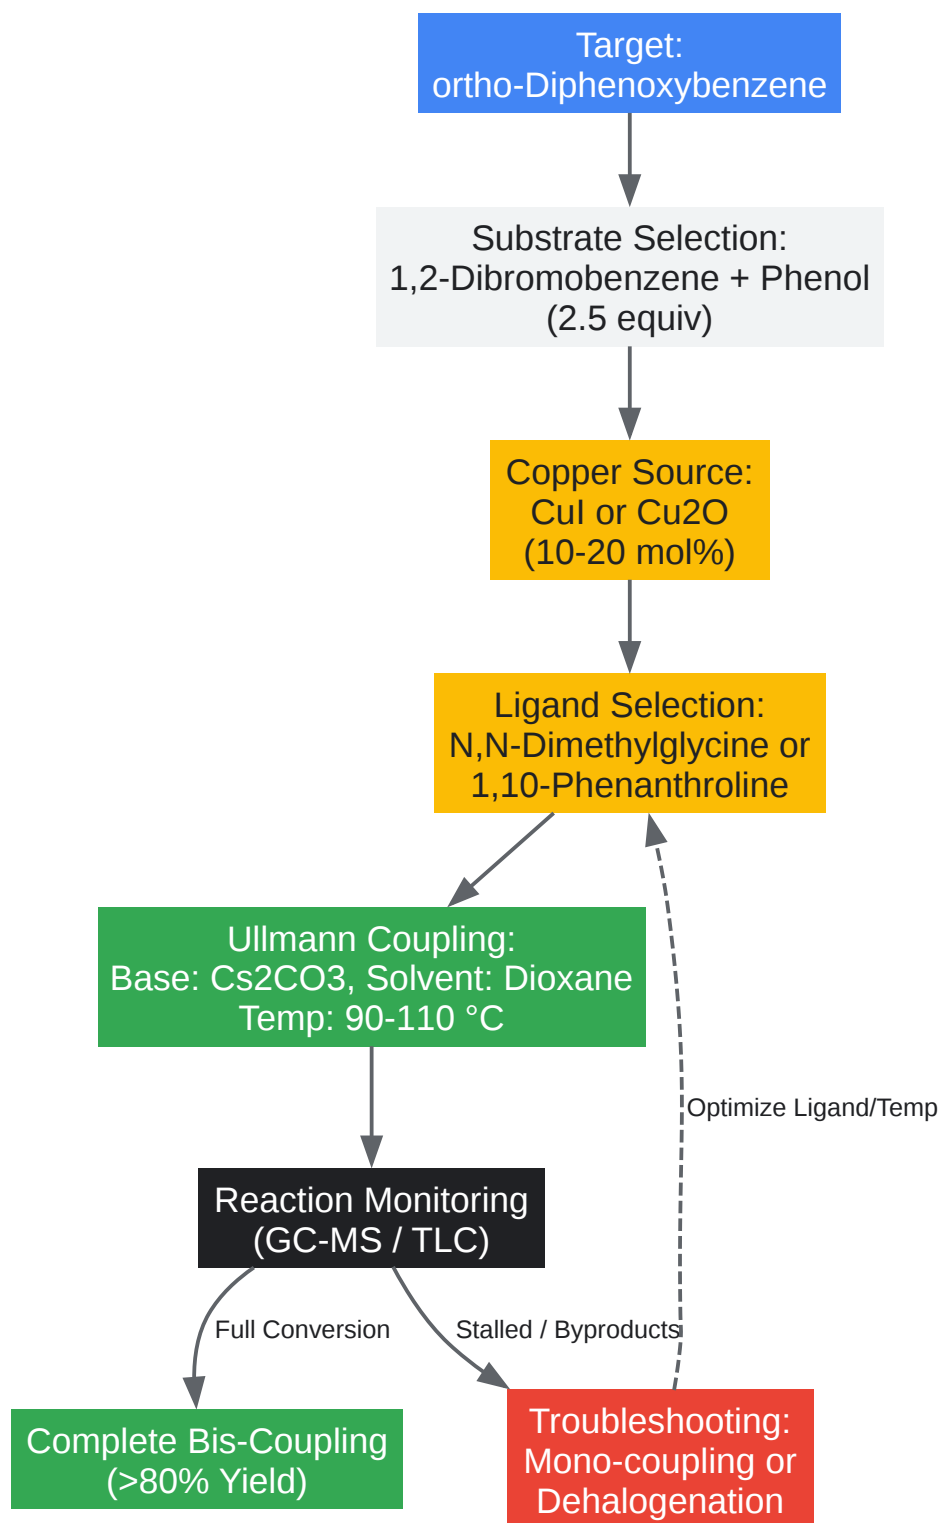 Target:
ortho-Diphenoxybenzene
Substrate Selection:
1,2-Dibromobenzene + Phenol
(2.5 equiv)
Copper Source:
CuI or Cu2O
(10-20 mol%)
Ligand Selection:
N,N-Dimethylglycine or
1,10-Phenanthroline
Ullmann Coupling:
Base: Cs2CO3, Solvent: Dioxane
Temp: 90-110 °C
Optimize Ligand/Temp
Reaction Monitoring
(GC-MS / TLC)
Full Conversion
Stalled / Byproducts
Complete Bis-Coupling
(>80% Yield)
Troubleshooting:
Mono-coupling or
Dehalogenation